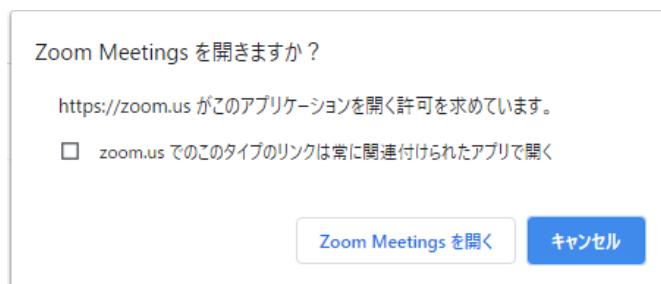 Zoom Meetings を開きますか？
https://zoom.us がこのアプリケーションを開く許可を求めています。
zoom.us でのこのタイプのリンクは常に関連付けられたアプリで開く
Zoom Meetings を開く
キャンセル